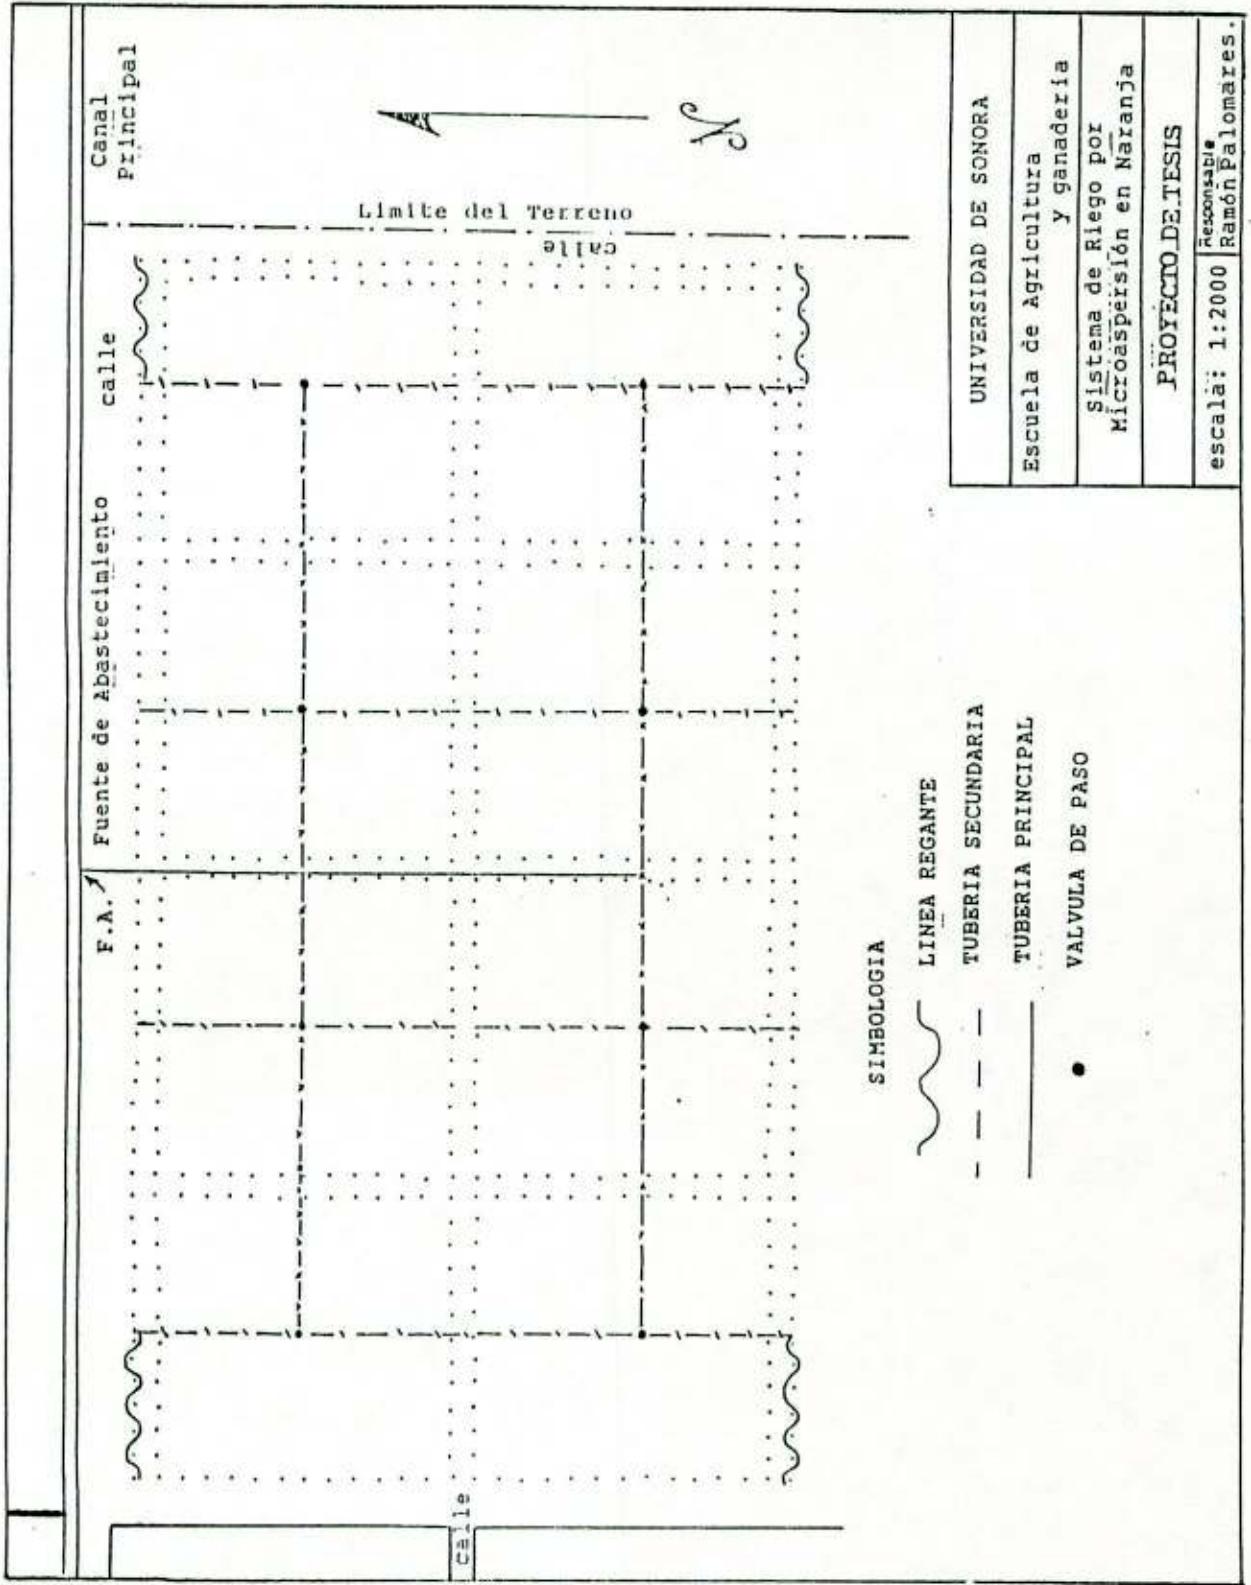 Canal
Principal
N
Limite del Terreno
calle
calle
Fuente de Abastecimiento
F.A.
calle
SIMBOLOGIA
LINEA REGANTE
TUBERIA SECUNDARIA
TUBERIA PRINCIPAL
VALVULA DE PASO
UNIVERSIDAD DE SONORA
Escuela de Agricultura
y ganadería
Sistema de Riego por
Microaspersión en Naranja
PROYECTO DE TESIS
escala: 1:2000
Responsable
Ramón Palomares.